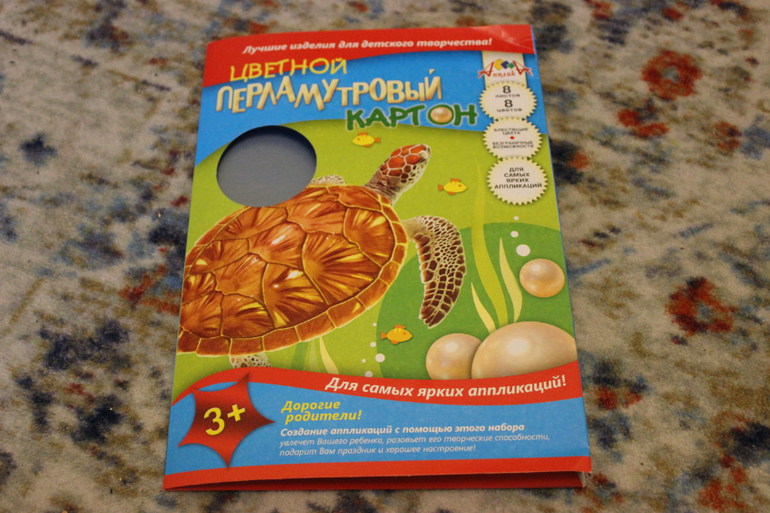 Лучшие изделия для детского творчества!
ЦВЕТНОЙ
ПЕРЛАМУТРОВЫЙ
КАРТОН
Апплика
8
ЛИСТОВ
8
ЦВЕТОВ
БЛЕСТЯЩИЕ
ЦВЕТА
БЕЗГРАНИЧНЫЕ
ВОЗМОЖНОСТИ
ДЛЯ
САМЫХ
ЯРКИХ
АППЛИКАЦИЙ
Для самых ярких аппликаций!
3+
Дорогие
родители!
Создание аппликаций с помощью этого набора
увлечет Вашего ребенка, разовьет его творческие способности,
подарит Вам праздник и хорошее настроение!